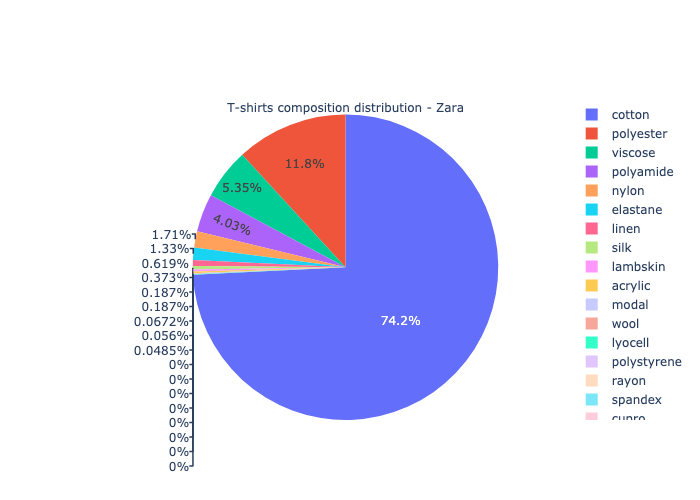 T-shirts composition distribution - Zara
11.8%
5.35%
4.03%
74.2%
1.71%
1.33%
0.619%
0.373%
0.187%
0.187%
0.0672%
0.056%
0.0485%
0%
0%
0%
0%
0%
0%
0%
0%
cotton
polyester
viscose
polyamide
nylon
elastane
linen
silk
lambskin
acrylic
modal
wool
lyocell
polystyrene
rayon
spandex
cupro